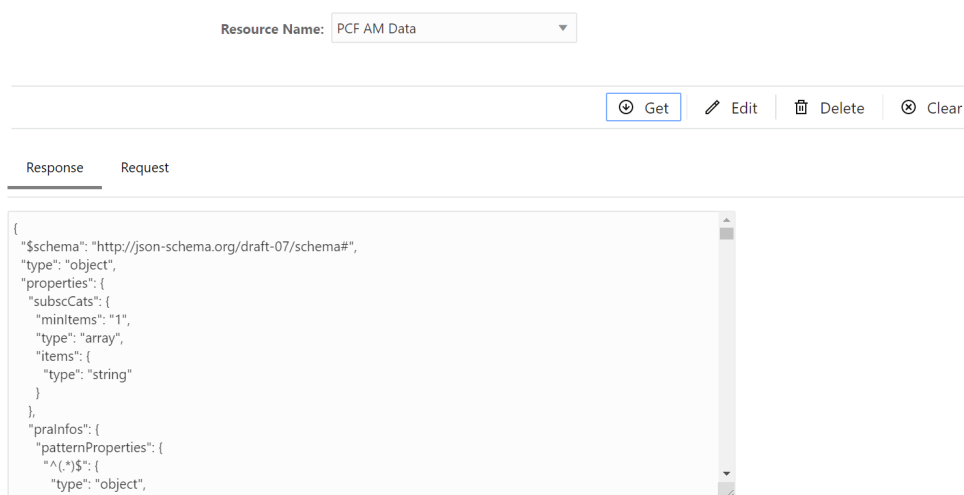 Resource Name: PCF AM Data
Get Edit Delete Clear
Response Request
{
"$schema": "http://json-schema.org/draft-07/schema#",
"type": "object",
"properties": {
"subscCats": {
"minItems": "1",
"type": "array",
"items": {
"type": "string"
}
},
"praInfos": {
"patternProperties": {
"^(.*)$": {
"type": "object",